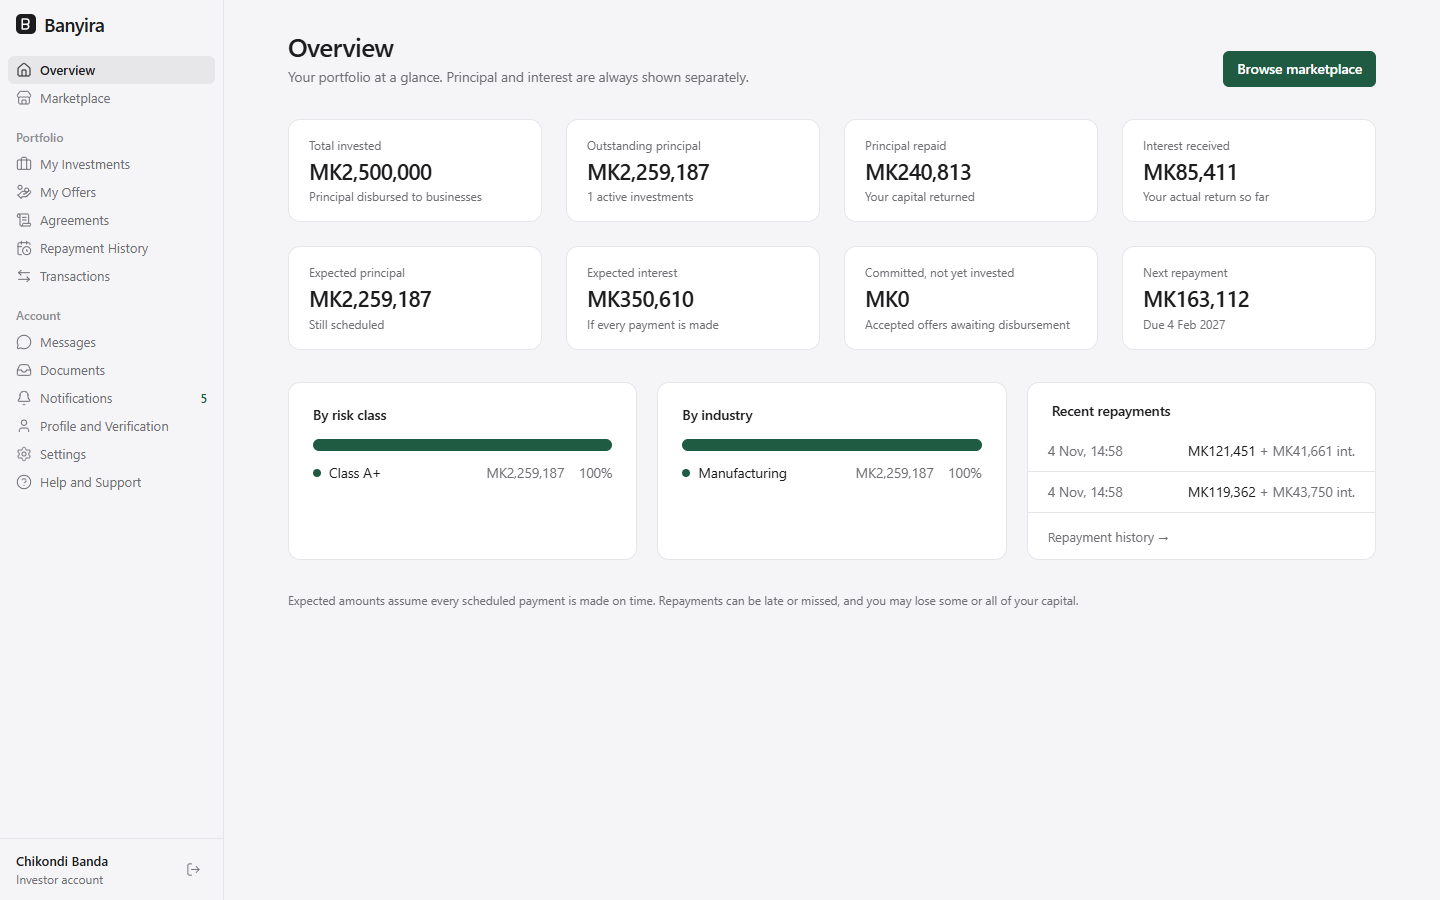 Banyira
Overview
Marketplace
Portfolio
My Investments
My Offers
Agreements
Repayment History
Transactions
Account
Messages
Documents
Notifications 5
Profile and Verification
Settings
Help and Support
Chikondi Banda
Investor account
Overview
Your portfolio at a glance. Principal and interest are always shown separately.
Browse marketplace
Total invested
MK2,500,000
Principal disbursed to businesses
Outstanding principal
MK2,259,187
1 active investments
Principal repaid
MK240,813
Your capital returned
Interest received
MK85,411
Your actual return so far
Expected principal
MK2,259,187
Still scheduled
Expected interest
MK350,610
If every payment is made
Committed, not yet invested
MK0
Accepted offers awaiting disbursement
Next repayment
MK163,112
Due 4 Feb 2027
By risk class
Class A+ MK2,259,187 100%
By industry
Manufacturing MK2,259,187 100%
Recent repayments
4 Nov, 14:58 MK121,451 + MK41,661 int.
4 Nov, 14:58 MK119,362 + MK43,750 int.
Repayment history →
Expected amounts assume every scheduled payment is made on time. Repayments can be late or missed, and you may lose some or all of your capital.